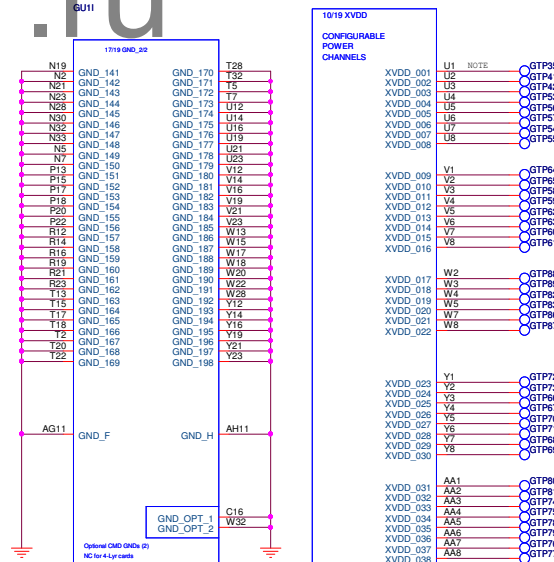 .ru
GU1I
17/19 GND_2/2
N19 GND_141 GND_170 T28
N2 GND_142 GND_171 T32
N21 GND_143 GND_172 T5
N23 GND_144 GND_173 T7
N28 GND_145 GND_174 U12
N30 GND_146 GND_175 U14
N32 GND_147 GND_176 U16
N33 GND_148 GND_177 U19
N5 GND_149 GND_178 U21
N7 GND_150 GND_179 U23
P13 GND_151 GND_180 V12
P15 GND_152 GND_181 V14
P17 GND_153 GND_182 V16
P18 GND_154 GND_183 V19
P20 GND_155 GND_184 V21
P22 GND_156 GND_185 V23
R12 GND_157 GND_186 W13
R14 GND_158 GND_187 W15
R16 GND_159 GND_188 W17
R19 GND_160 GND_189 W18
R21 GND_161 GND_190 W20
R23 GND_162 GND_191 W22
T13 GND_163 GND_192 W28
T15 GND_164 GND_193 Y12
T17 GND_165 GND_194 Y14
T18 GND_166 GND_195 Y16
T2 GND_167 GND_196 Y19
T20 GND_168 GND_197 Y21
T22 GND_169 GND_198 Y23
AG11 GND_F GND_H AH11
GND_OPT_1 C16
GND_OPT_2 W32
Optional CMD GNDs (2)
NC for 4-Lyr cards
10/19 XVDD
CONFIGURABLE
POWER
CHANNELS
XVDD_001 U1 NOTE
XVDD_002 U2
XVDD_003 U3
XVDD_004 U4
XVDD_005 U5
XVDD_006 U6
XVDD_007 U7
XVDD_008 U8
XVDD_009 V1
XVDD_010 V2
XVDD_011 V3
XVDD_012 V4
XVDD_013 V5
XVDD_014 V6
XVDD_015 V7
XVDD_016 V8
XVDD_017 W2
XVDD_018 W3
XVDD_019 W4
XVDD_020 W5
XVDD_021 W7
XVDD_022 W8
XVDD_023 Y1
XVDD_024 Y2
XVDD_025 Y3
XVDD_026 Y4
XVDD_027 Y5
XVDD_028 Y6
XVDD_029 Y7
XVDD_030 Y8
XVDD_031 AA1
XVDD_032 AA2
XVDD_033 AA3
XVDD_034 AA4
XVDD_035 AA5
XVDD_036 AA6
XVDD_037 AA7
XVDD_038 AA8